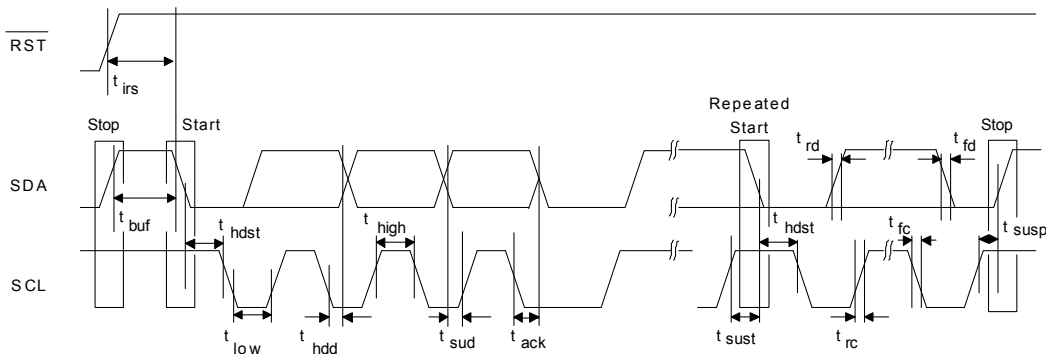 RST
t irs
Repeated
Stop Start Start Stop
t rd t fd
SDA
t buf t hdst t high t hdst t fc t susp
SCL
t low t hdd t sud t ack t sust t rc